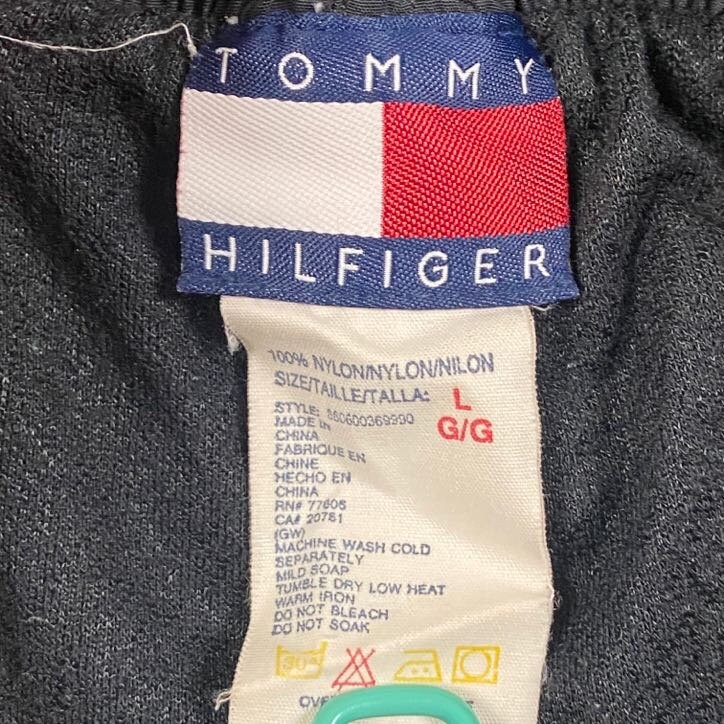 TOMMY
HILFIGER
100% NYLON/NYLON/NILON
SIZE/TAILLE/TALLA: L
G/G
STYLE:
MADE IN
CHINA
FABRIQUE EN
CHINE
HECHO EN
CHINA
RN# 77806
CA# 20781
(GW)
MACHINE WASH COLD
SEPARATELY
MILD SOAP
TUMBLE DRY LOW HEAT
WARM IRON
DO NOT BLEACH
DO NOT SOAK
30°